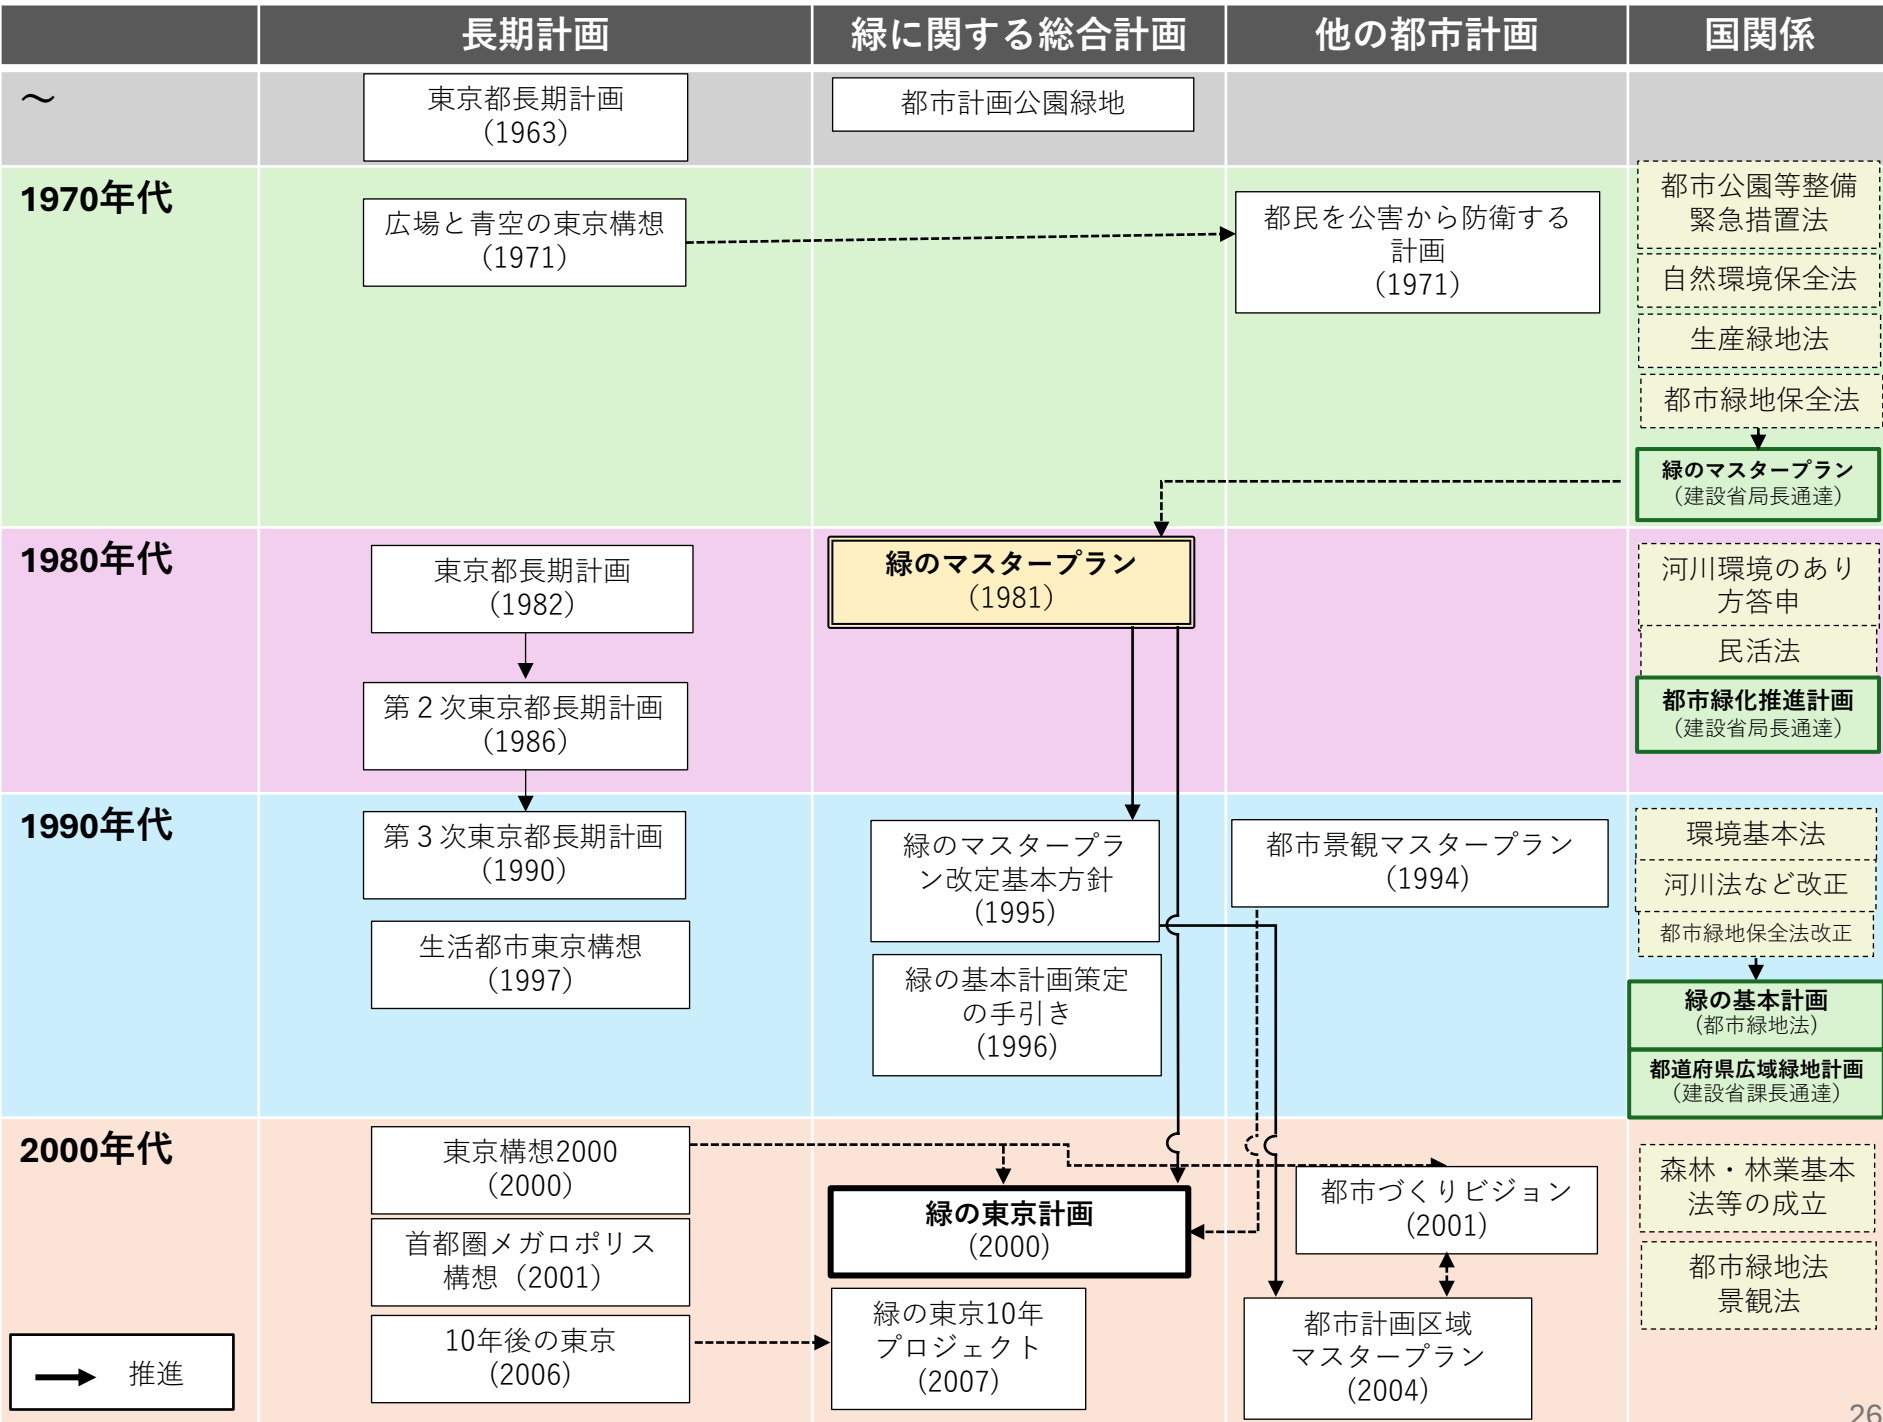 長期計画
緑に関する総合計画
他の都市計画
国関係
～
東京都長期計画
(1963)
都市計画公園緑地
1970年代
広場と青空の東京構想
(1971)
都民を公害から防衛する
計画
(1971)
都市公園等整備
緊急措置法
自然環境保全法
生産緑地法
都市緑地保全法
緑のマスタープラン
（建設省局長通達）
1980年代
東京都長期計画
(1982)
第２次東京都長期計画
(1986)
緑のマスタープラン
(1981)
河川環境のあり
方答申
民活法
都市緑化推進計画
（建設省局長通達）
1990年代
第３次東京都長期計画
(1990)
生活都市東京構想
(1997)
緑のマスタープラ
ン改定基本方針
(1995)
緑の基本計画策定
の手引き
(1996)
都市景観マスタープラン
(1994)
環境基本法
河川法など改正
都市緑地保全法改正
緑の基本計画
(都市緑地法)
都道府県広域緑地計画
（建設省課長通達）
2000年代
東京構想2000
(2000)
首都圏メガロポリス
構想（2001)
10年後の東京
(2006)
緑の東京計画
(2000)
緑の東京10年
プロジェクト
(2007)
都市づくりビジョン
(2001)
都市計画区域
マスタープラン
(2004)
森林・林業基本
法等の成立
都市緑地法
景観法
推進
26